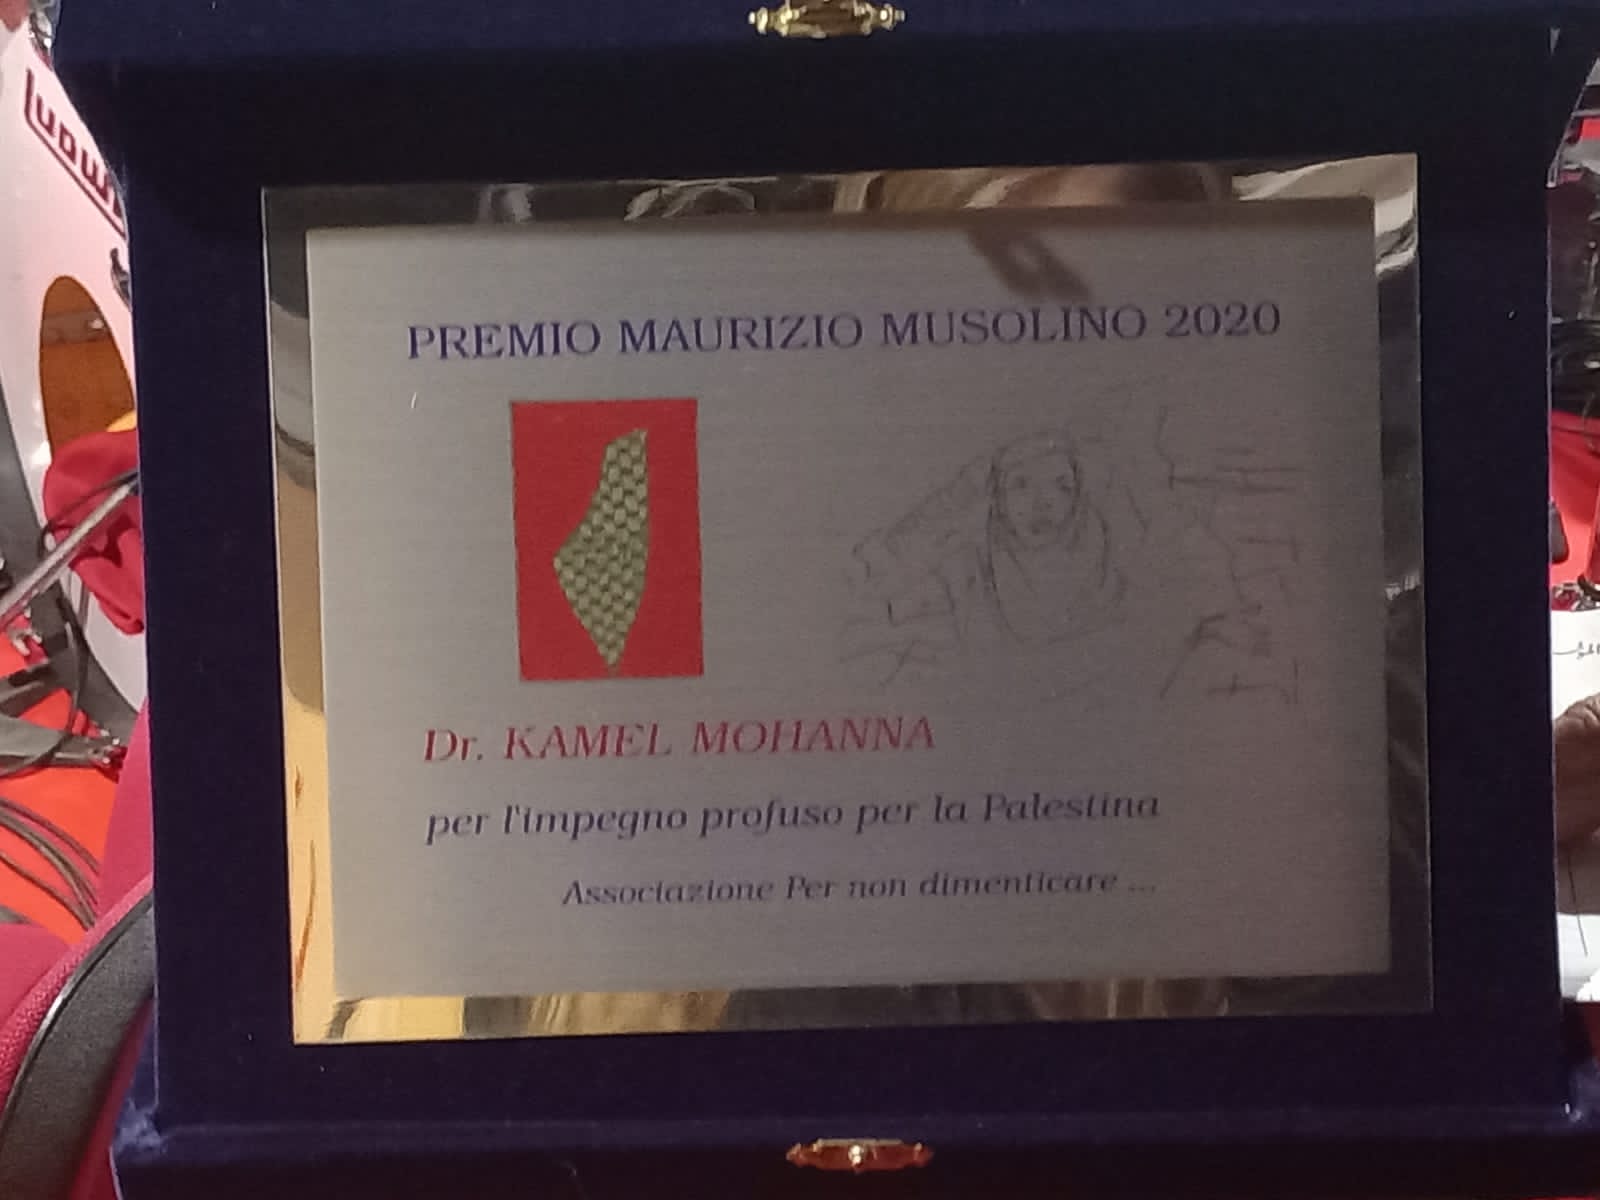 PREMIO MAURIZIO MUSOLINO 2020
Dr. KAMEL MOHANNA
per l'impegno profuso per la Palestina
Associazione Per non dimenticare ...